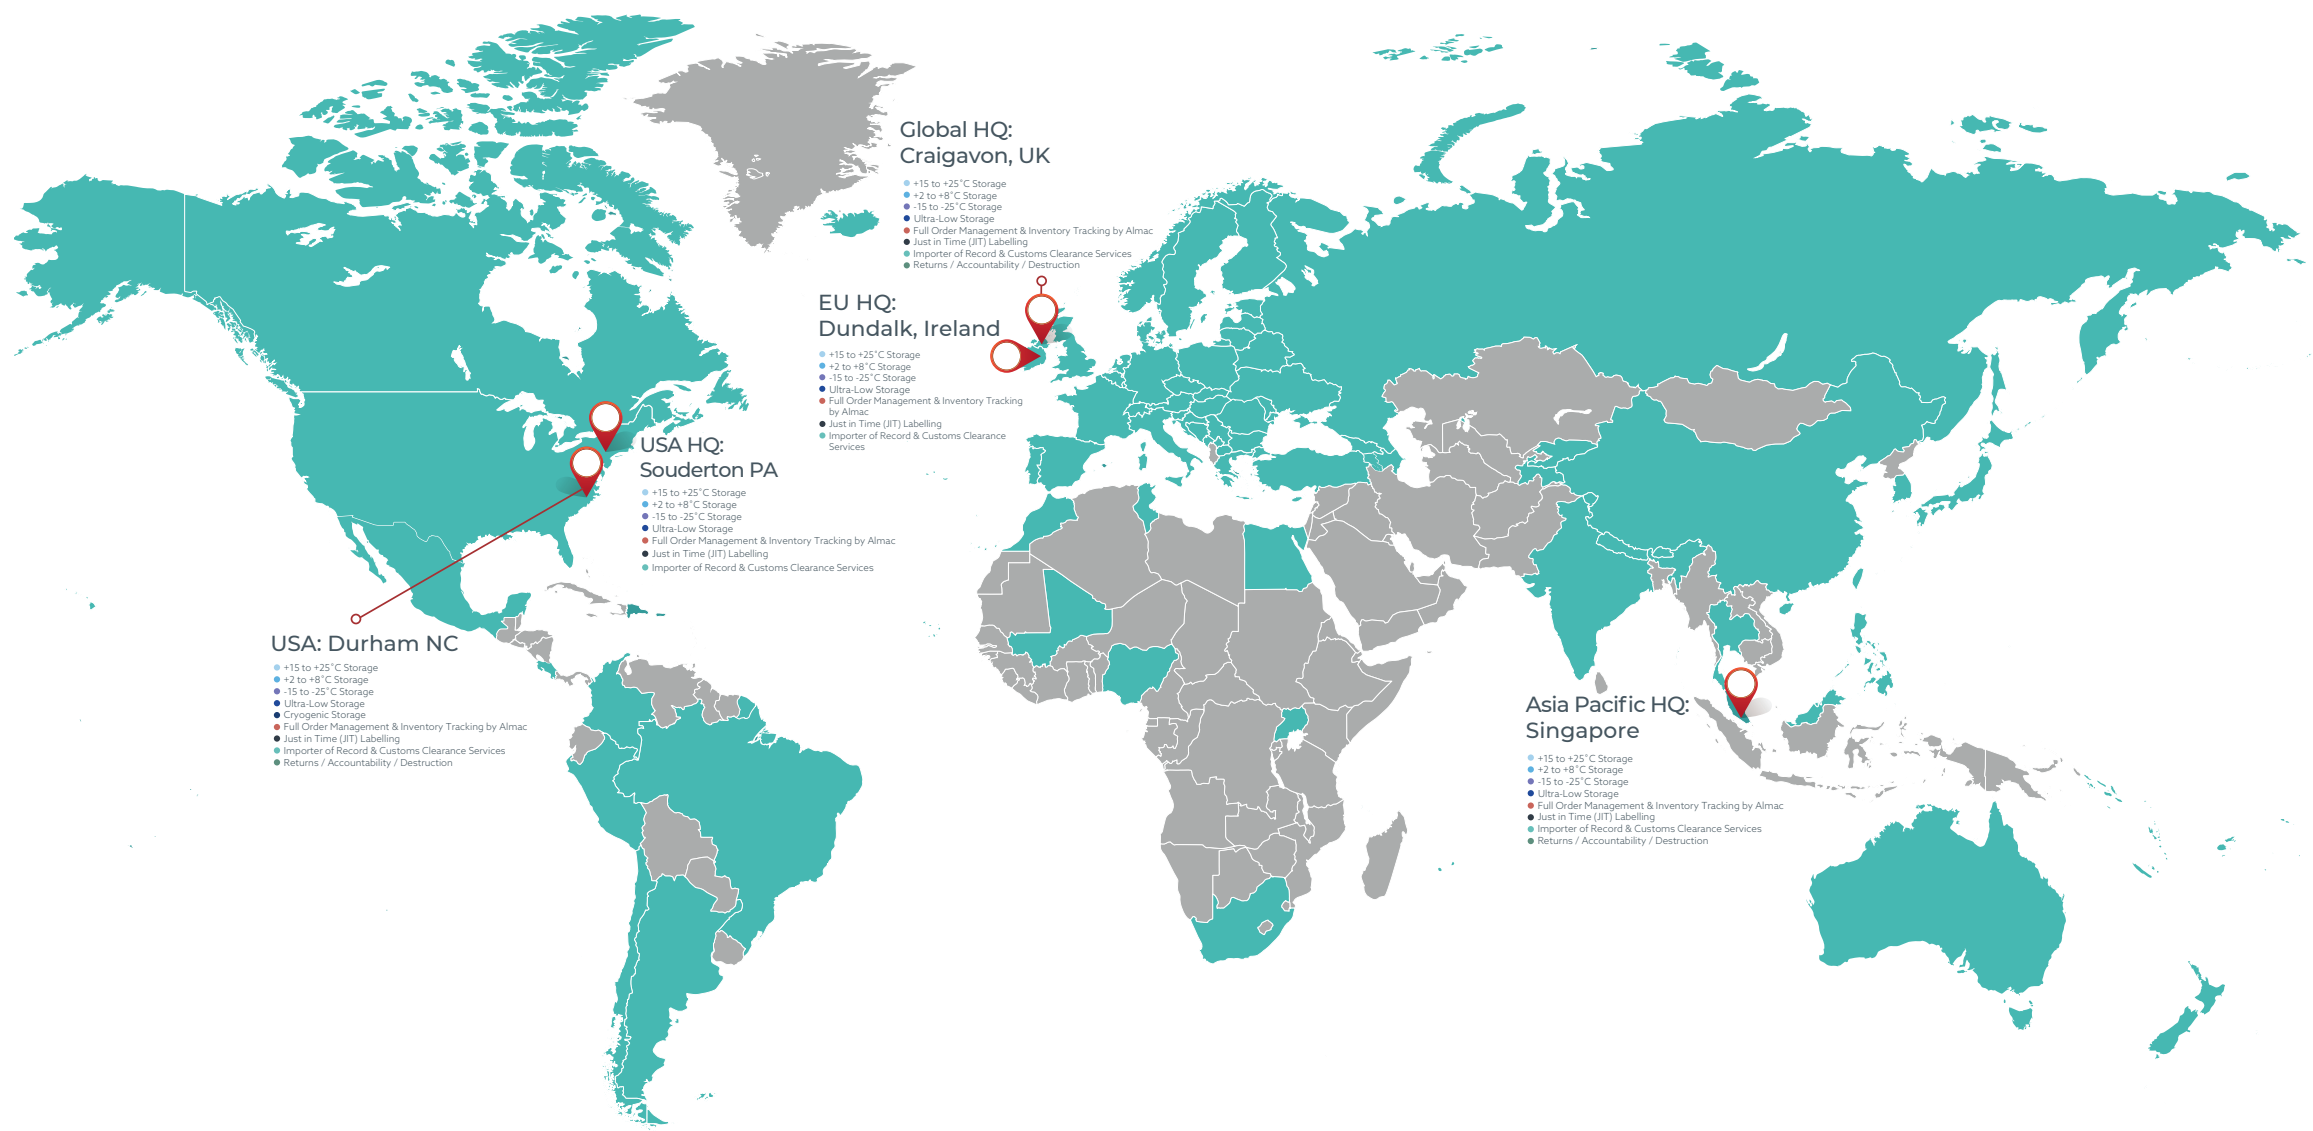 Global HQ:
Craigavon, UK
+15 to +25˚C Storage
+2 to +8˚C Storage
-15 to -25˚C Storage
Ultra-Low Storage
Full Order Management & Inventory Tracking by Almac
Just in Time (JIT) Labelling
Importer of Record & Customs Clearance Services
Returns / Accountability / Destruction
EU HQ:
Dundalk, Ireland
+15 to +25˚C Storage
+2 to +8˚C Storage
-15 to -25˚C Storage
Ultra-Low Storage
Full Order Management & Inventory Tracking
by Almac
Just in Time (JIT) Labelling
Importer of Record & Customs Clearance
Services
USA HQ:
Souderton PA
+15 to +25˚C Storage
+2 to +8˚C Storage
-15 to -25˚C Storage
Ultra-Low Storage
Full Order Management & Inventory Tracking by Almac
Just in Time (JIT) Labelling
Importer of Record & Customs Clearance Services
USA: Durham NC
+15 to +25˚C Storage
+2 to +8˚C Storage
-15 to -25˚C Storage
Ultra-Low Storage
Cryogenic Storage
Full Order Management & Inventory Tracking by Almac
Just in Time (JIT) Labelling
Importer of Record & Customs Clearance Services
Returns / Accountability / Destruction
Asia Pacific HQ:
Singapore
+15 to +25˚C Storage
+2 to +8˚C Storage
-15 to -25˚C Storage
Ultra-Low Storage
Full Order Management & Inventory Tracking by Almac
Just in Time (JIT) Labelling
Importer of Record & Customs Clearance Services
Returns / Accountability / Destruction